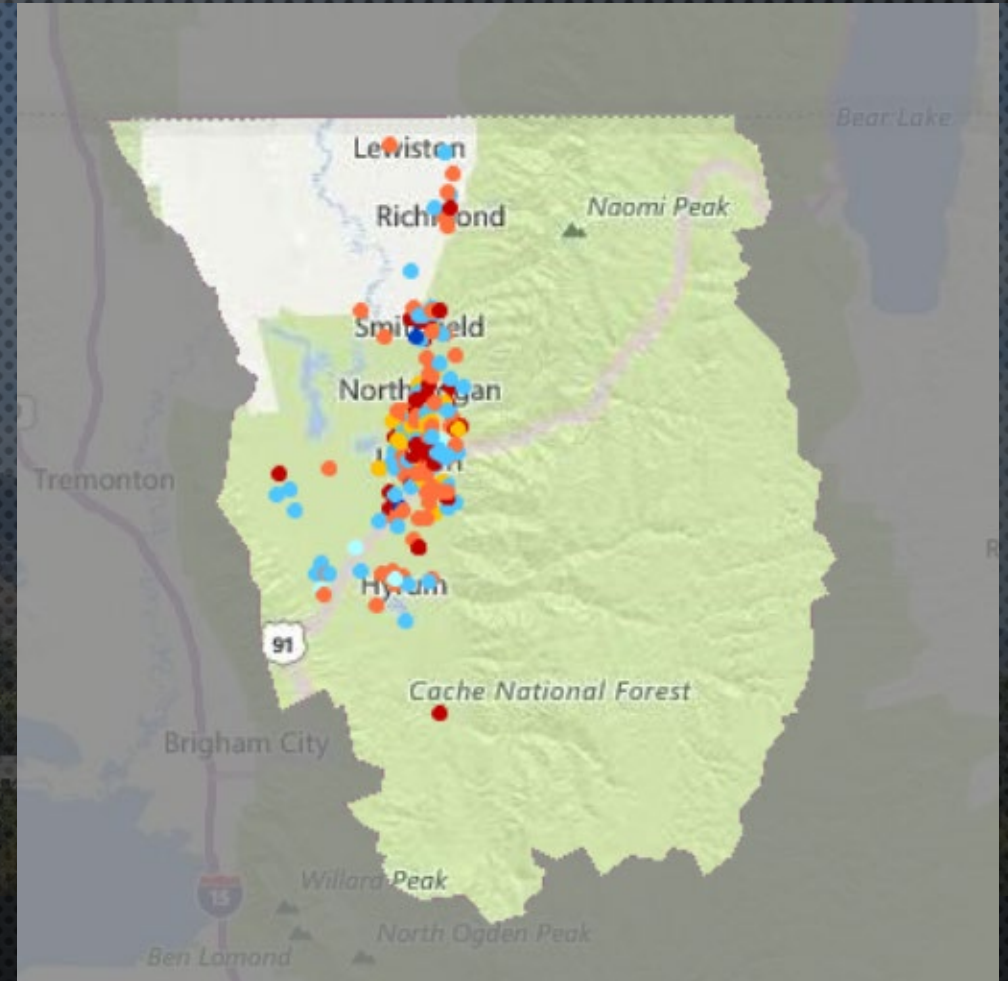 Bear Lake
Lewiston
Naomi Peak
Richmond
Smithfield
North Logan
Tremonton
Hyrum
91
Cache National Forest
Brigham City
Willard Peak
15
North Ogden Peak
Ben Lomond